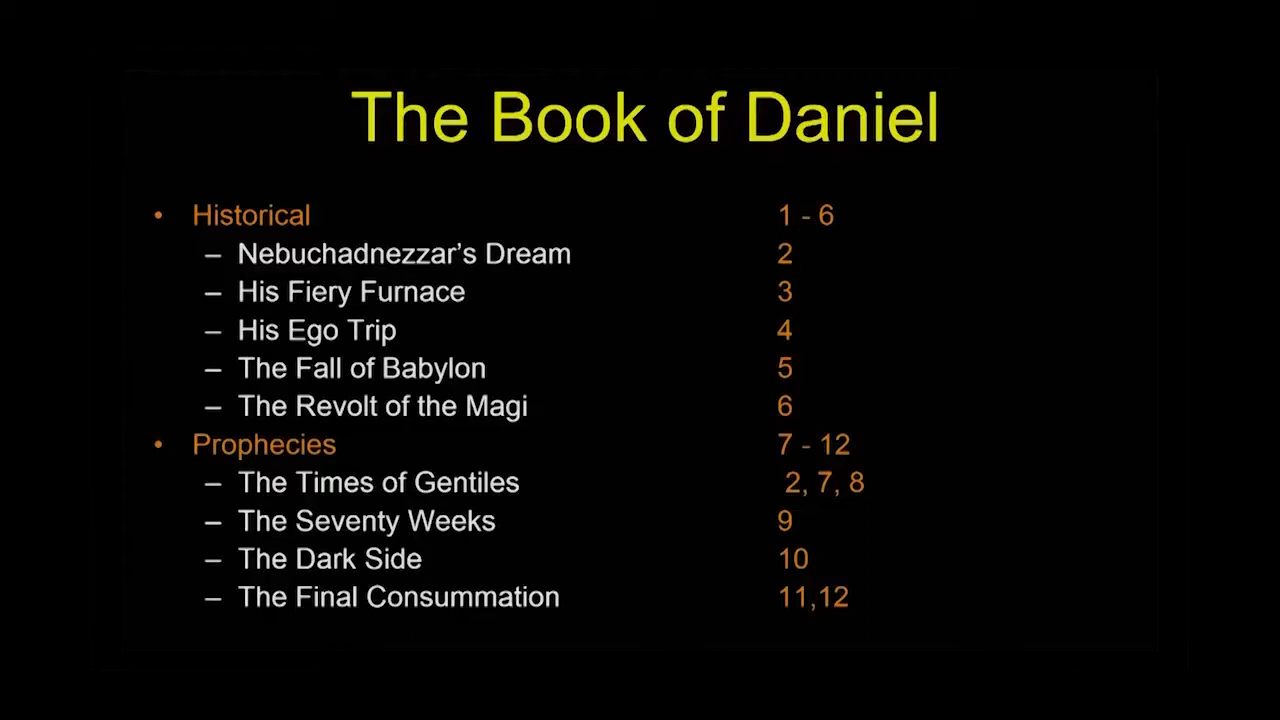 The Book of Daniel
• Historical 1 - 6
– Nebuchadnezzar’s Dream 2
– His Fiery Furnace 3
– His Ego Trip 4
– The Fall of Babylon 5
– The Revolt of the Magi 6
• Prophecies 7 - 12
– The Times of Gentiles 2, 7, 8
– The Seventy Weeks 9
– The Dark Side 10
– The Final Consummation 11,12